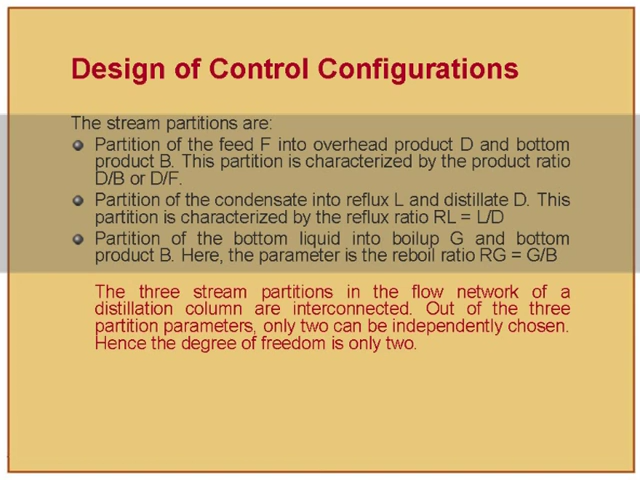 Design of Control Configurations
The stream partitions are:
Partition of the feed F into overhead product D and bottom
product B. This partition is characterized by the product ratio
D/B or D/F.
Partition of the condensate into reflux L and distillate D. This
partition is characterized by the reflux ratio RL = L/D
Partition of the bottom liquid into boilup G and bottom
product B. Here, the parameter is the reboil ratio RG = G/B
The three stream partitions in the flow network of a
distillation column are interconnected. Out of the three
partition parameters, only two can be independently chosen.
Hence the degree of freedom is only two.